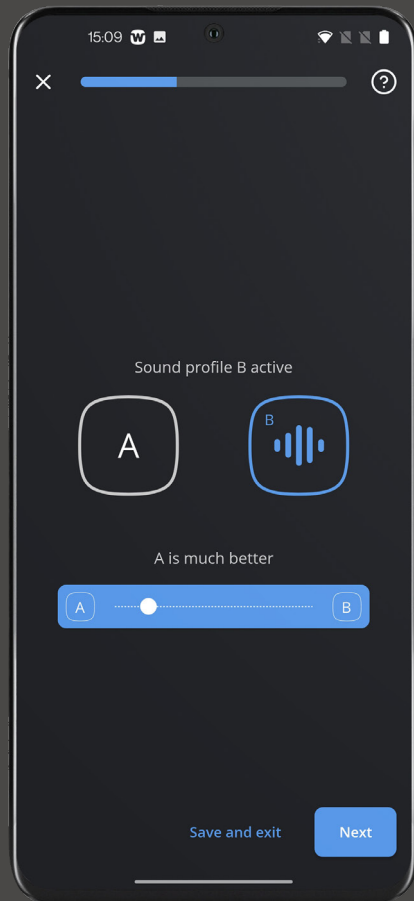 15:09
Sound profile B active
A
B
A is much better
A
B
Save and exit
Next